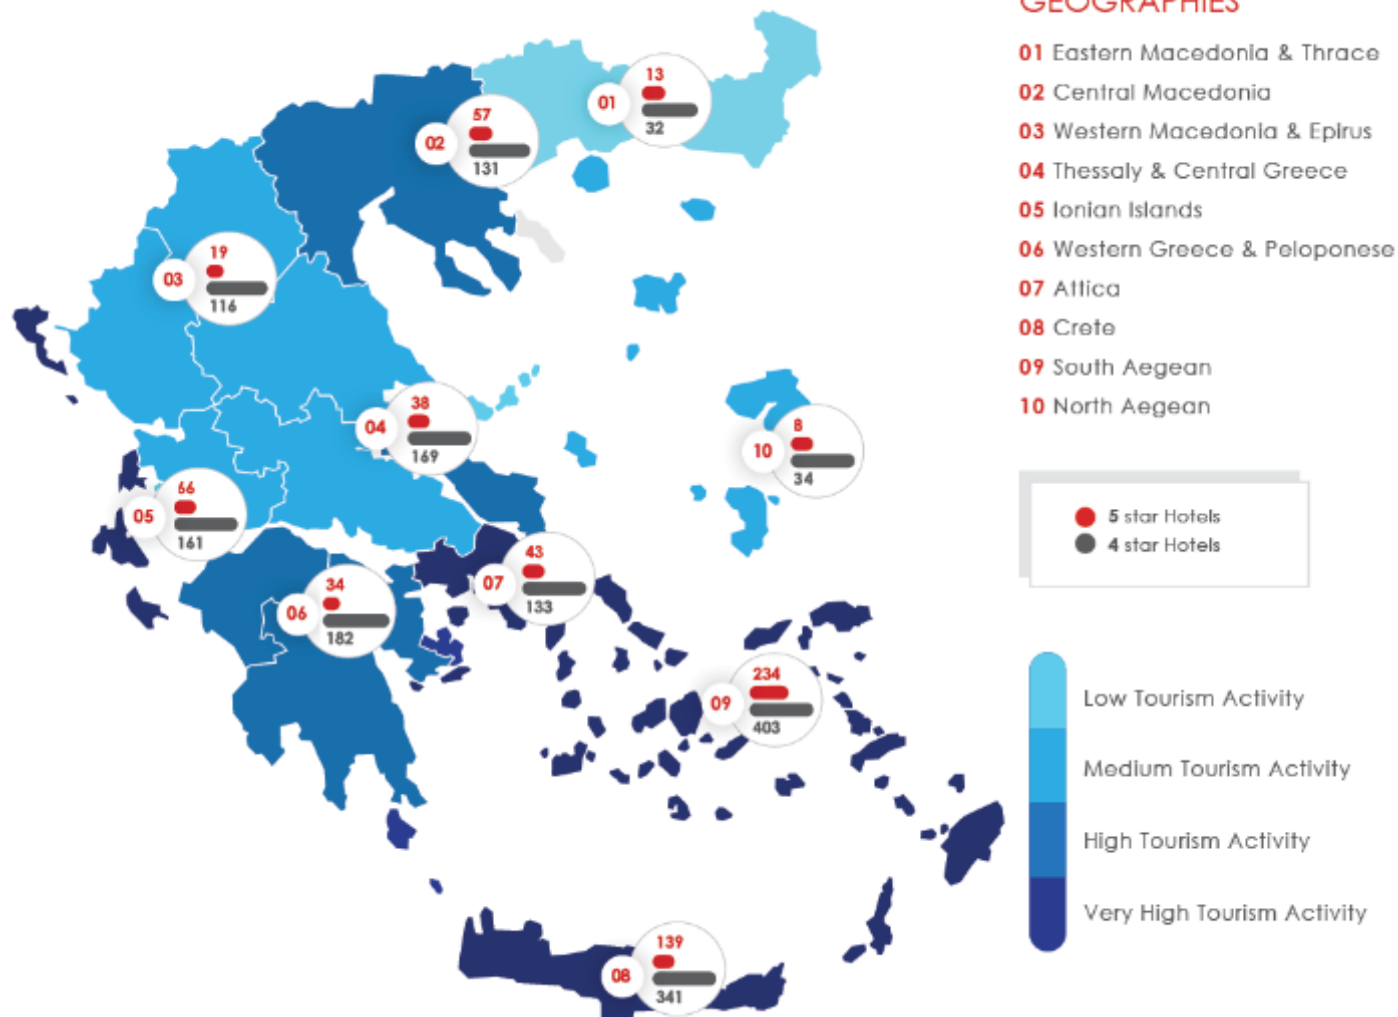 GEOGRAPHIES
01 Eastern Macedonia & Thrace
02 Central Macedonia
03 Western Macedonia & Epirus
04 Thessaly & Central Greece
05 Ionian Islands
06 Western Greece & Peloponese
07 Attica
08 Crete
09 South Aegean
10 North Aegean
5 star Hotels
4 star Hotels
Low Tourism Activity
Medium Tourism Activity
High Tourism Activity
Very High Tourism Activity
13
01
32
57
02
131
19
03
116
38
04
169
8
10
34
66
05
161
43
07
133
34
06
182
234
09
403
139
08
341